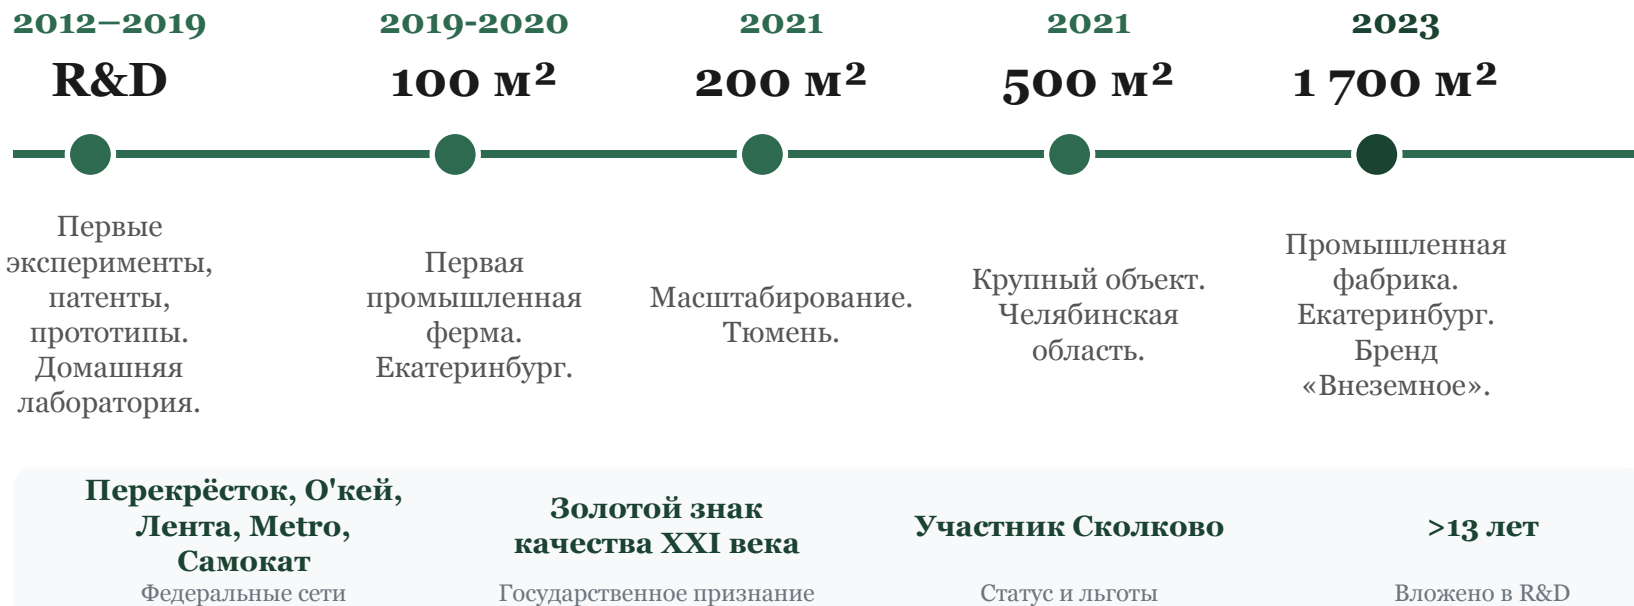 2012–2019
R&D
Первые
эксперименты,
патенты,
прототипы.
Домашняя
лаборатория.
2019-2020
100 м²
Первая
промышленная
ферма.
Екатеринбург.
2021
200 м²
Масштабирование.
Тюмень.
2021
500 м²
Крупный объект.
Челябинская
область.
2023
1 700 м²
Промышленная
фабрика.
Екатеринбург.
Бренд
«Внеземное».
Перекрёсток, О'кей,
Лента, Metro,
Самокат
Федеральные сети
Золотой знак
качества XXI века
Государственное признание
Участник Сколково
Статус и льготы
>13 лет
Вложено в R&D